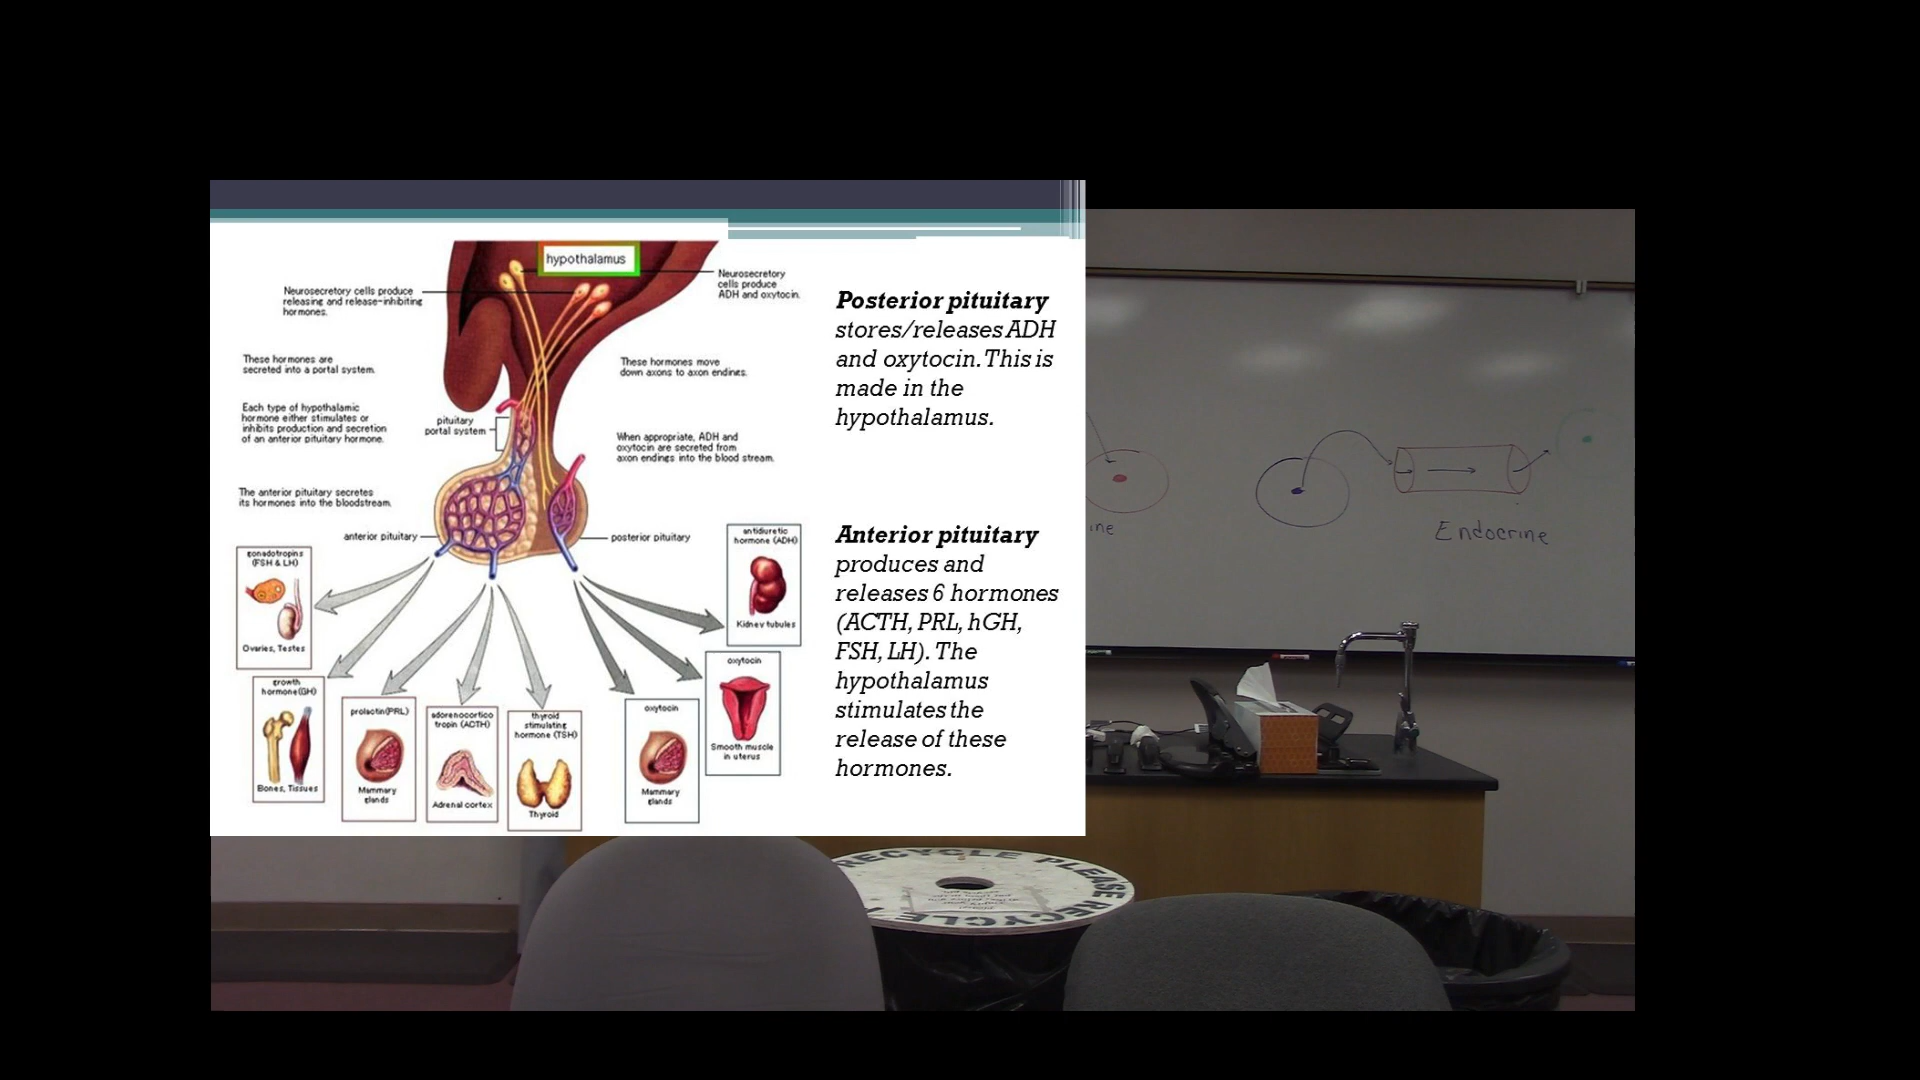 hypothalamus
Neurosecretory
cells produce
ADH and oxytocin.
Neurosecretory cells produce
releasing and release-inhibiting
hormones.
These hormones are
secreted into a portal system.
These hormones move
down axons to axon endings.
Each type of hypothalamic
hormone either stimulates or
inhibits production and secretion
of an anterior pituitary hormone.
pituitary
portal system
When appropriate, ADH and
oxytocin are secreted from
axon endings into the blood stream.
The anterior pituitary secretes
its hormones into the bloodstream.
anterior pituitary
posterior pituitary
gonadotropins
(FSH & LH)
Ovaries, Testes
growth
hormone(GH)
Bones, Tissues
prolactin(PRL)
Mammary
glands
adorenocortico
tropin (ACTH)
Adrenal cortex
thyroid
stimulating
hormone (TSH)
Thyroid
oxytocin
Mammary
glands
oxytocin
Smooth muscle
in uterus
antidiuretic
hormone (ADH)
Kidney tubules
Posterior pituitary
stores/releases ADH
and oxytocin. This is
made in the
hypothalamus.
Anterior pituitary
produces and
releases 6 hormones
(ACTH, PRL, hGH,
FSH, LH). The
hypothalamus
stimulates the
release of these
hormones.
ine
Endocrine
RECYCLE PLEASE RECYCLE